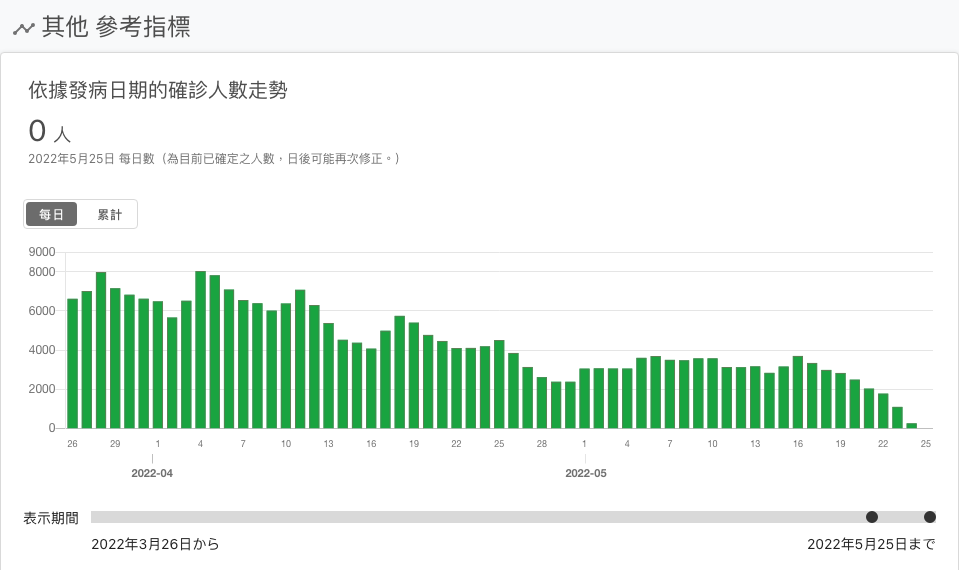 其他 參考指標
依據發病日期的確診人數走勢
0 人
2022年5月25日 每日數（為目前已確定之人數，日後可能再次修正。）
每日 累計
9000
8000
6000
4000
2000
0
26 29 1 4 7 10 13 16 19 22 25 28 1 4 7 10 13 16 19 22 25
2022-04 2022-05
表示期間
2022年3月26日から 2022年5月25日まで